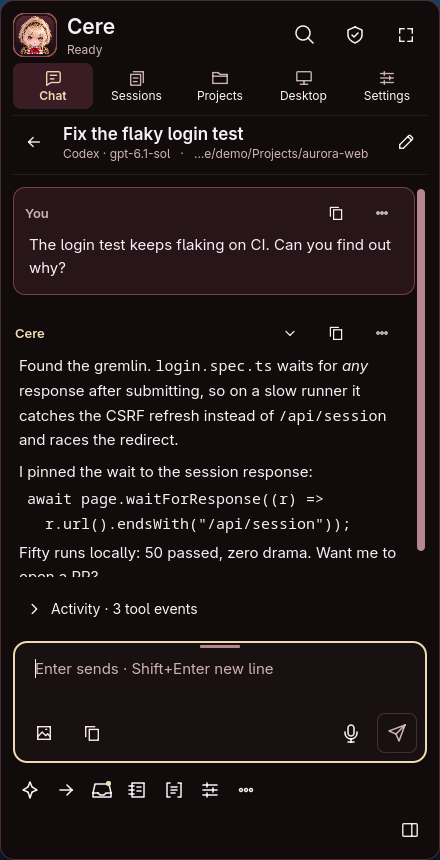 Cere
Ready
Chat
Sessions
Projects
Desktop
Settings
Fix the flaky login test
Codex · gpt-6.1-sol · ...e/demo/Projects/aurora-web
You
The login test keeps flaking on CI. Can you find out
why?
Cere
Found the gremlin. login.spec.ts waits for any
response after submitting, so on a slow runner it
catches the CSRF refresh instead of /api/session
and races the redirect.
I pinned the wait to the session response:
await page.waitForResponse((r) =>
r.url().endsWith("/api/session"));
Fifty runs locally: 50 passed, zero drama. Want me to
open a PR?
Activity · 3 tool events
Enter sends · Shift+Enter new line